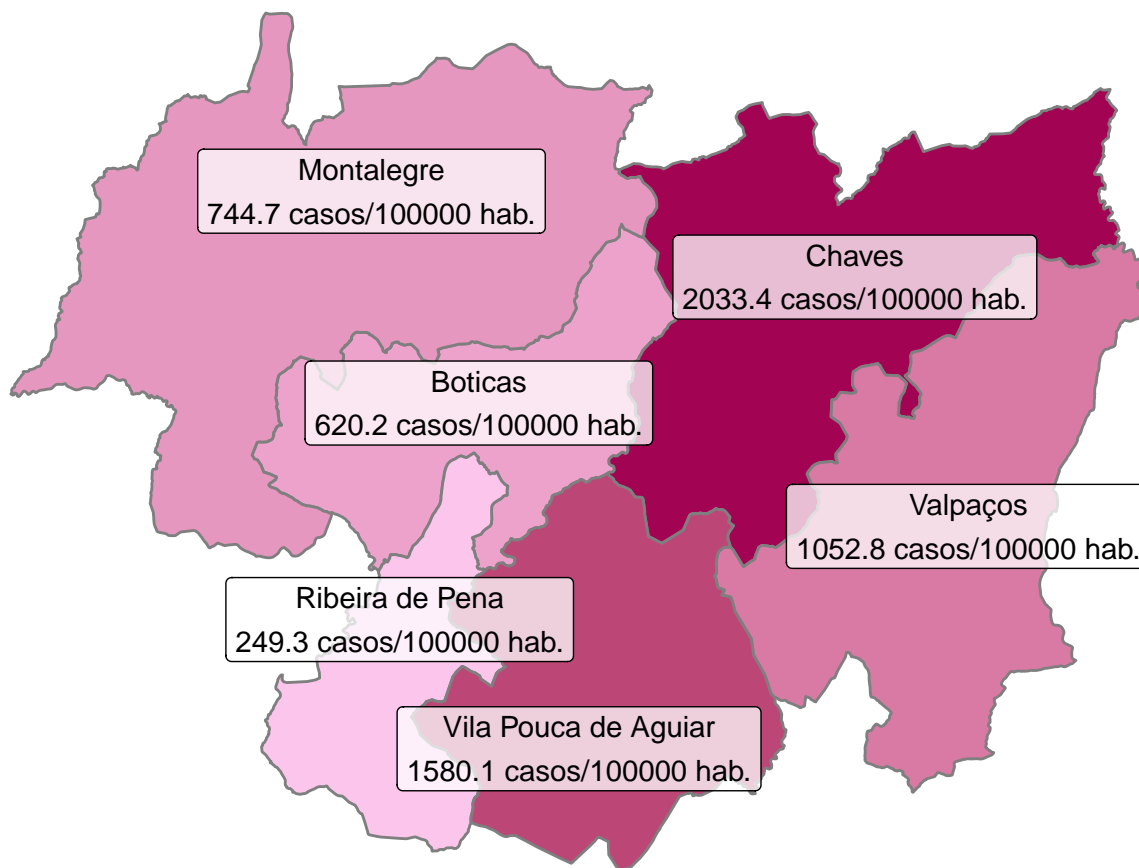 Montalegre
744.7 casos/100000 hab.
Chaves
2033.4 casos/100000 hab.
Boticas
620.2 casos/100000 hab.
Valpaços
1052.8 casos/100000 hab.
Ribeira de Pena
249.3 casos/100000 hab.
Vila Pouca de Aguiar
1580.1 casos/100000 hab.